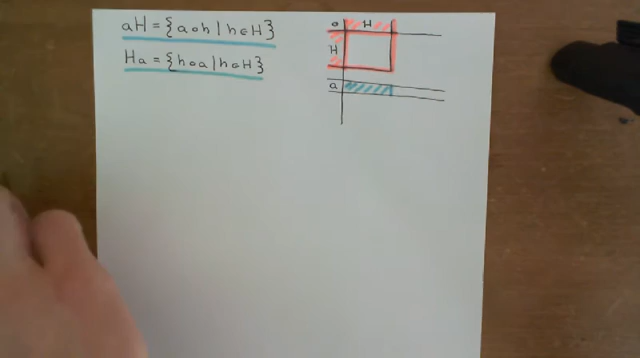 aH = {a∘h | h∈H}
Ha = {h∘a | h∈H}
∘ H
H
a